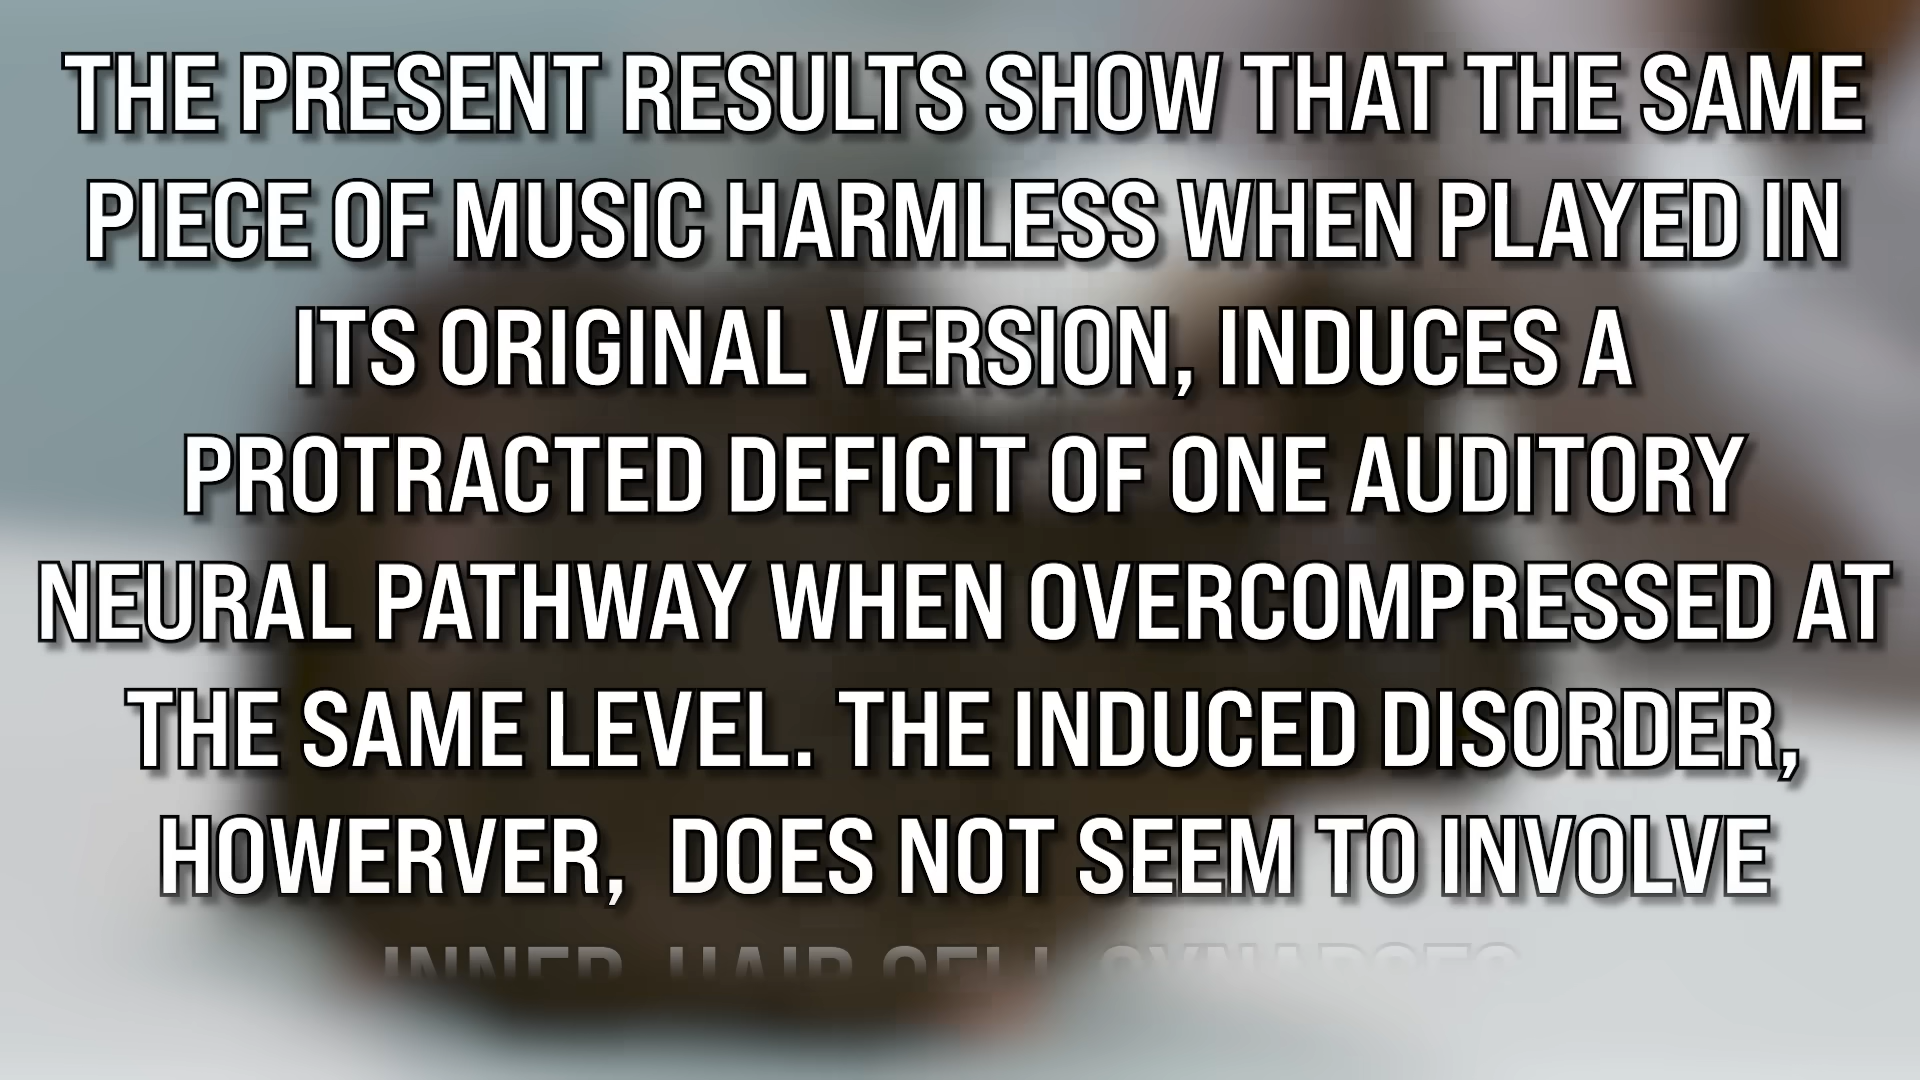 THE PRESENT RESULTS SHOW THAT THE SAME
PIECE OF MUSIC HARMLESS WHEN PLAYED IN
ITS ORIGINAL VERSION, INDUCES A
PROTRACTED DEFICIT OF ONE AUDITORY
NEURAL PATHWAY WHEN OVERCOMPRESSED AT
THE SAME LEVEL. THE INDUCED DISORDER,
HOWERVER,  DOES NOT SEEM TO INVOLVE
INNER HAIR CELL SYNAPSES